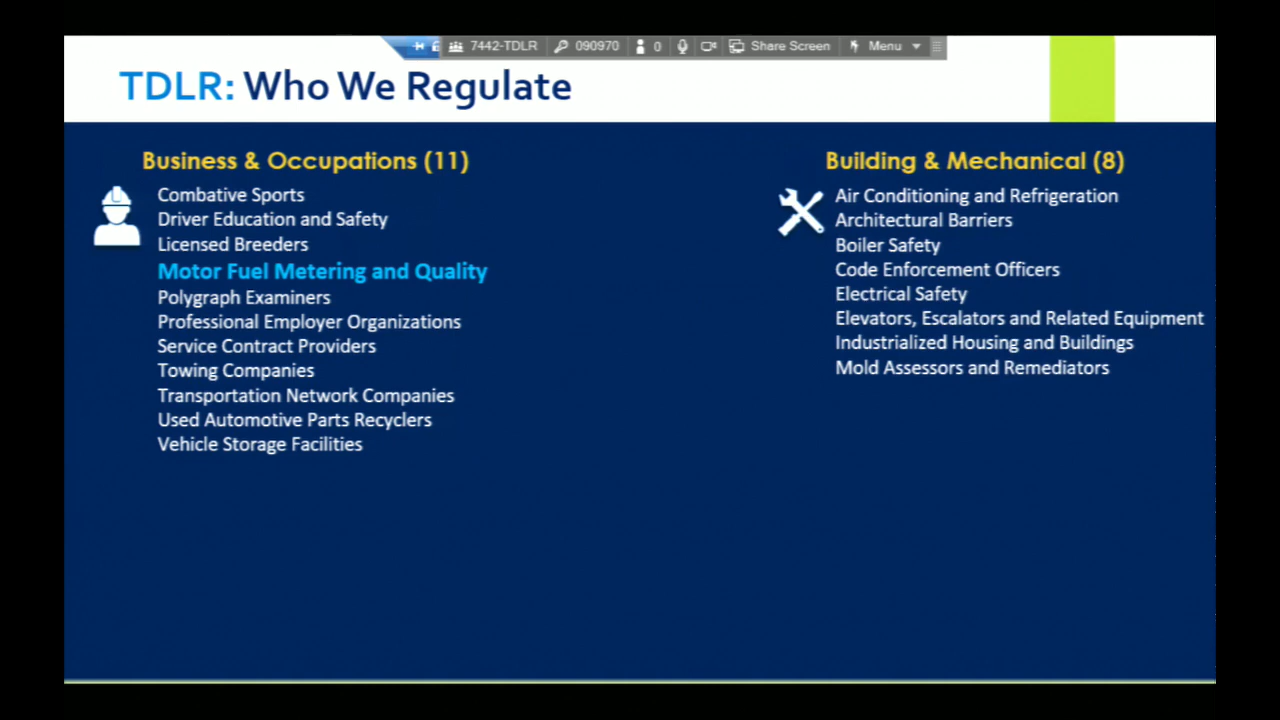 7442-TDLR 090970 0 Share Screen Menu
TDLR: Who We Regulate
Business & Occupations (11)
Combative Sports
Driver Education and Safety
Licensed Breeders
Motor Fuel Metering and Quality
Polygraph Examiners
Professional Employer Organizations
Service Contract Providers
Towing Companies
Transportation Network Companies
Used Automotive Parts Recyclers
Vehicle Storage Facilities
Building & Mechanical (8)
Air Conditioning and Refrigeration
Architectural Barriers
Boiler Safety
Code Enforcement Officers
Electrical Safety
Elevators, Escalators and Related Equipment
Industrialized Housing and Buildings
Mold Assessors and Remediators